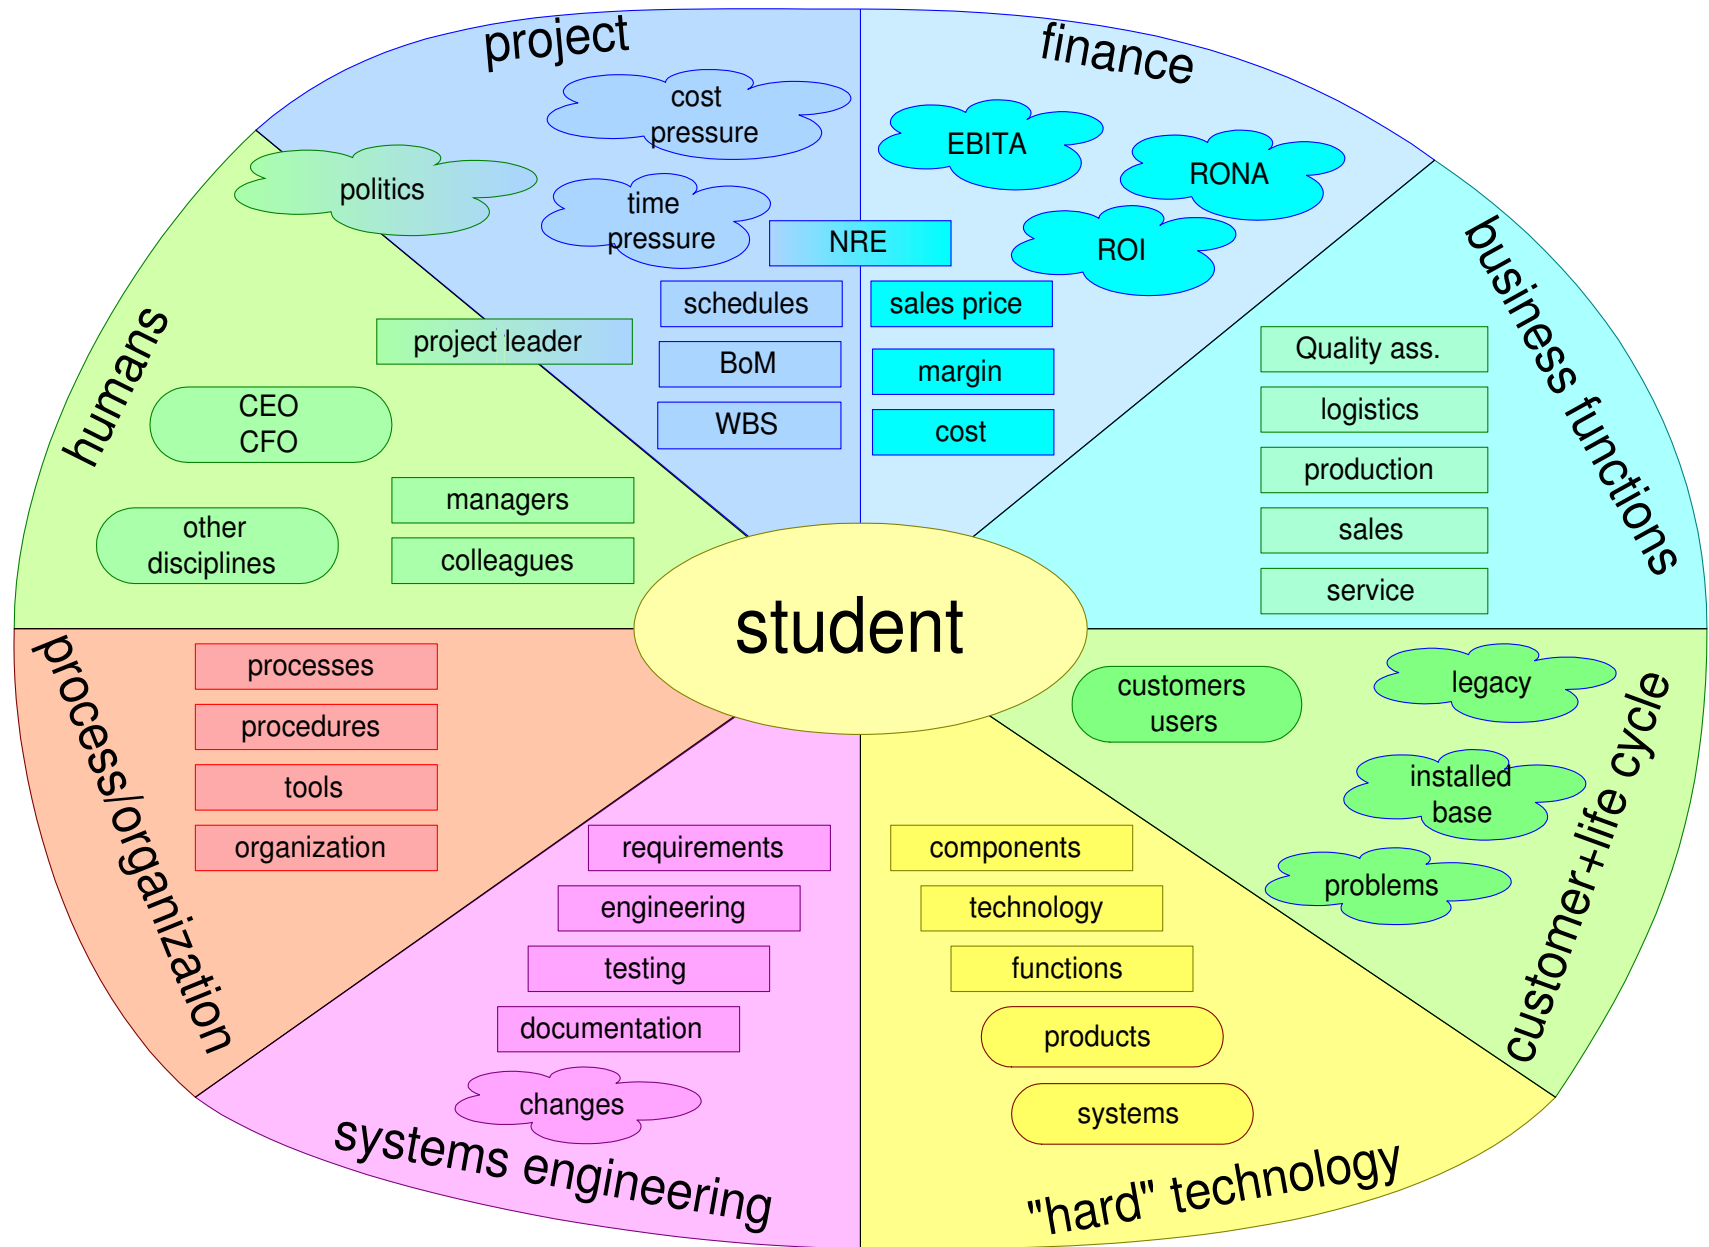 project
cost
pressure
politics
time
pressure
NRE
schedules
BoM
WBS
project leader
finance
EBITA
RONA
ROI
sales price
margin
cost
business functions
Quality ass.
logistics
production
sales
service
humans
CEO
CFO
managers
other
disciplines
colleagues
student
customer+life cycle
customers
users
legacy
installed
base
problems
process/organization
processes
procedures
tools
organization
systems engineering
requirements
engineering
testing
documentation
changes
"hard" technology
components
technology
functions
products
systems